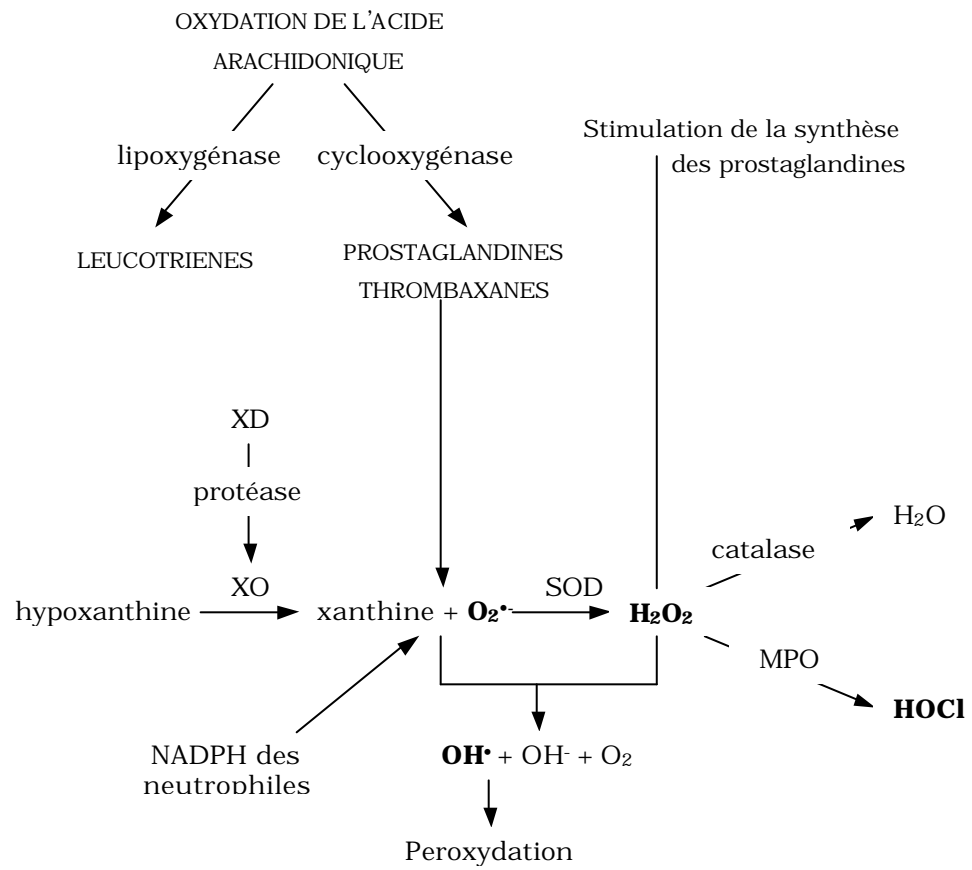 OXYDATION DE L'ACIDE
ARACHIDONIQUE
lipoxygénase
cyclooxygénase
Stimulation de la synthèse
des prostaglandines
LEUCOTRIENES
PROSTAGLANDINES
THROMBAXANES
XD
protéase
XO
hypoxanthine
xanthine + O₂•-
SOD
H₂O₂
catalase
H₂O
MPO
HOCl
NADPH des
neutrophiles
OH• + OH- + O₂
Peroxydation